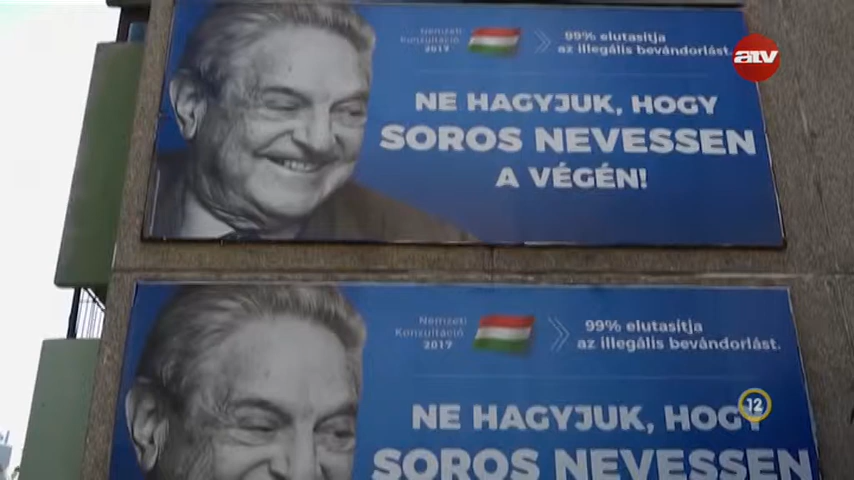 Nemzeti
Konzultáció
2017
99% elutasítja
az illegális bevándorlást.
atv
NE HAGYJUK, HOGY
SOROS NEVESSEN
A VÉGÉN!
Nemzeti
Konzultáció
2017
99% elutasítja
az illegális bevándorlást.
12
NE HAGYJUK, HOGY
SOROS NEVESSEN